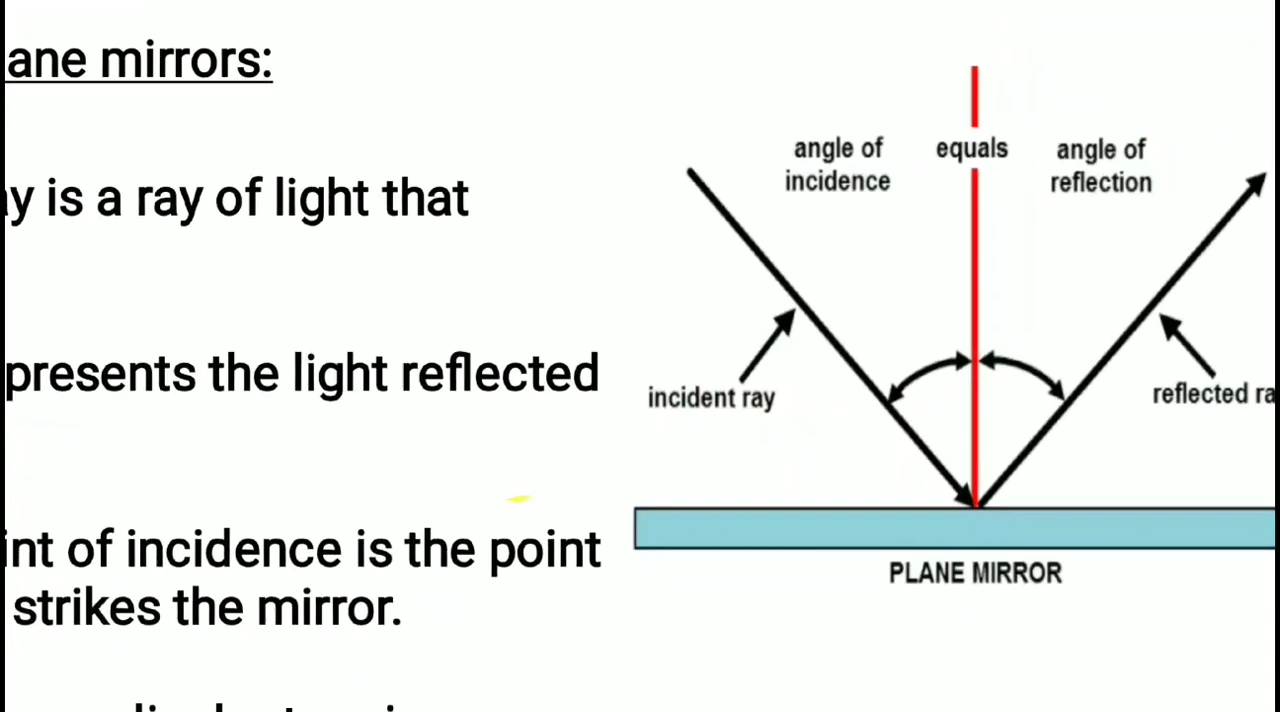 ane mirrors:
y is a ray of light that
presents the light reflected
int of incidence is the point
strikes the mirror.
angle of
incidence
equals
angle of
reflection
incident ray
reflected ra
PLANE MIRROR